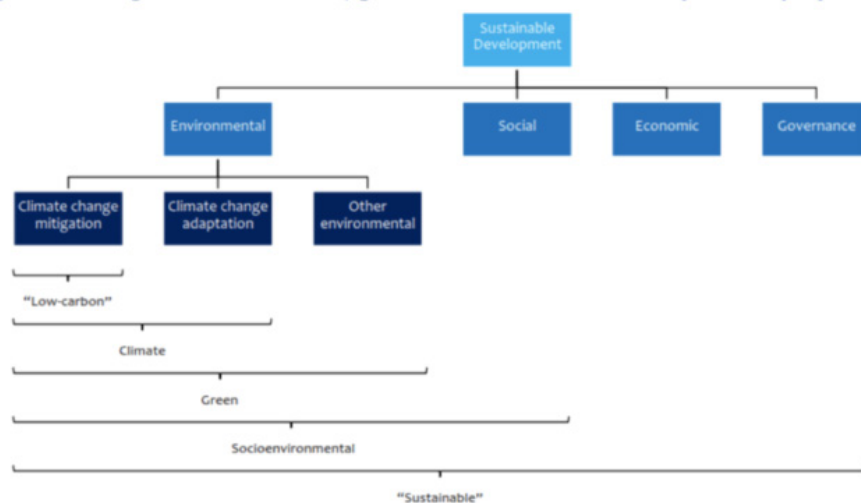 Sustainable
Development
Environmental
Social
Economic
Governance
Climate change
mitigation
Climate change
adaptation
Other
environmental
“Low-carbon”
Climate
Green
Socioenvironmental
“Sustainable”